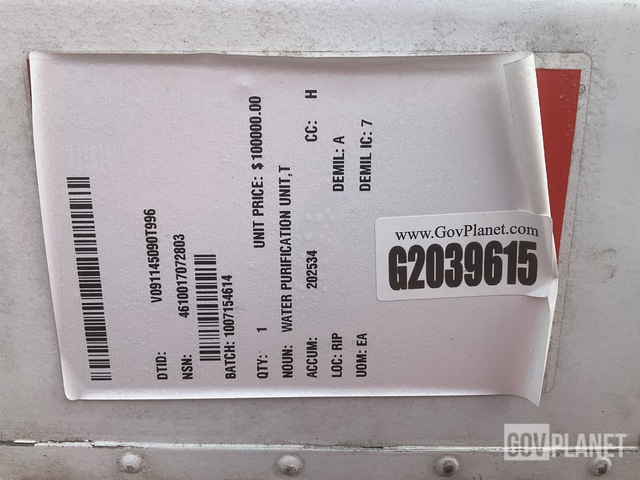 DTID: V091145090T996
NSN: 4610017072803
BATCH: 1007154614
QTY: 1 UNIT PRICE: $100000.00
NOUN: WATER PURIFICATION UNIT,T
ACCUM: 202534 CC: H
LOC: RIP DEMIL: A
UOM: EA DEMIL IC: 7
www.GovPlanet.com
G2039615
GOVPLANET